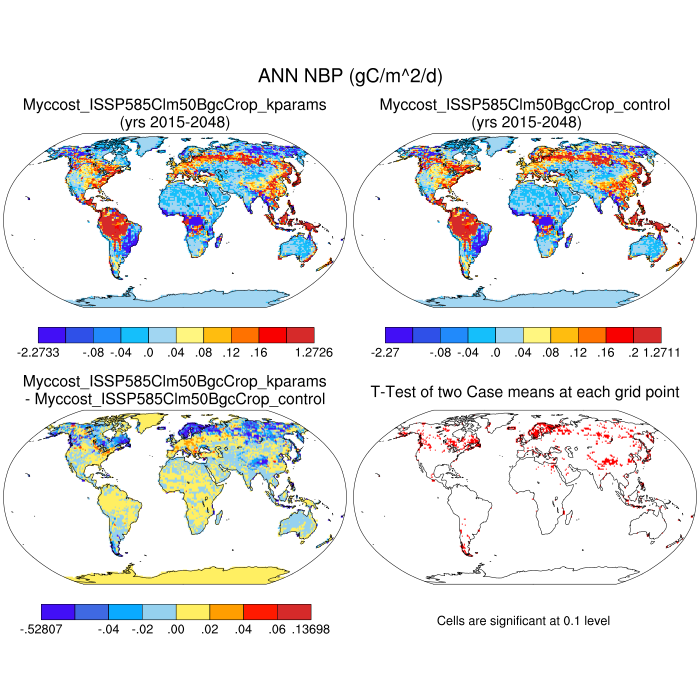 ANN NBP (gC/m^2/d)
Myccost_ISSP585Clm50BgcCrop_kparams
(yrs 2015-2048)
Myccost_ISSP585Clm50BgcCrop_control
(yrs 2015-2048)
-2.2733 -.08 -.04 .0 .04 .08 .12 .16 1.2726
-2.27 -.08 -.04 .0 .04 .08 .12 .16 .2 1.2711
Myccost_ISSP585Clm50BgcCrop_kparams
- Myccost_ISSP585Clm50BgcCrop_control
T-Test of two Case means at each grid point
-.52807 -.04 -.02 .00 .02 .04 .06 .13698
Cells are significant at 0.1 level